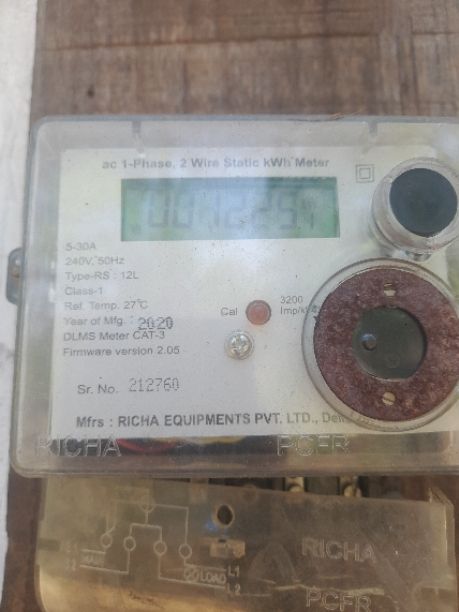 ac 1-Phase, 2 Wire Static kWh Meter
5-30A
240V, 50Hz
Type-RS : 12L
Class-1
Ref. Temp. 27°C
Year of Mfg. : 2020
DLMS Meter CAT-3
Firmware version 2.05
Cal
3200
Sr. No. 212760
Mfrs : RICHA EQUIPMENTS PVT. LTD.,
RICHA PCFR
L1
L2
LOAD
L1
L2
RICHA
PCFR